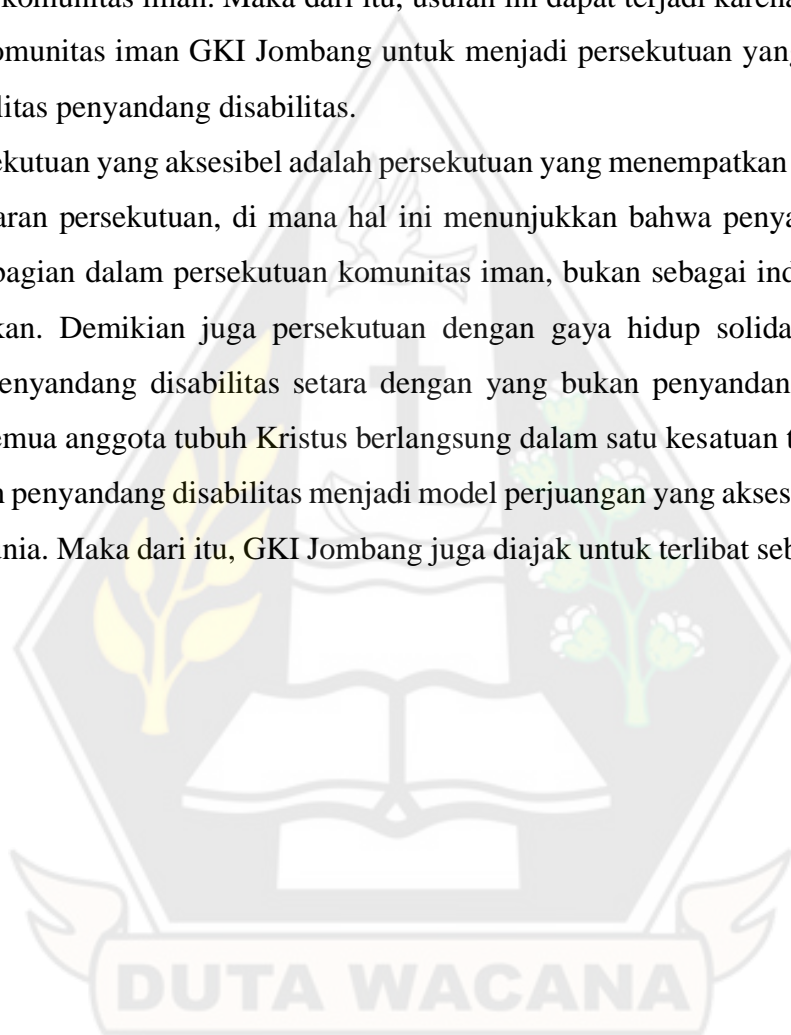 komunitas iman. Maka dari itu, usulan ini dapat terjadi karena
omunitas iman GKI Jombang untuk menjadi persekutuan yang
litas penyandang disabilitas.
ekutuan yang aksesibel adalah persekutuan yang menempatkan
aran persekutuan, di mana hal ini menunjukkan bahwa penya
bagian dalam persekutuan komunitas iman, bukan sebagai ind
kan. Demikian juga persekutuan dengan gaya hidup solida
penyandang disabilitas setara dengan yang bukan penyandan
emua anggota tubuh Kristus berlangsung dalam satu kesatuan t
n penyandang disabilitas menjadi model perjuangan yang akses
unia. Maka dari itu, GKI Jombang juga diajak untuk terlibat seb
DUTA WACANA